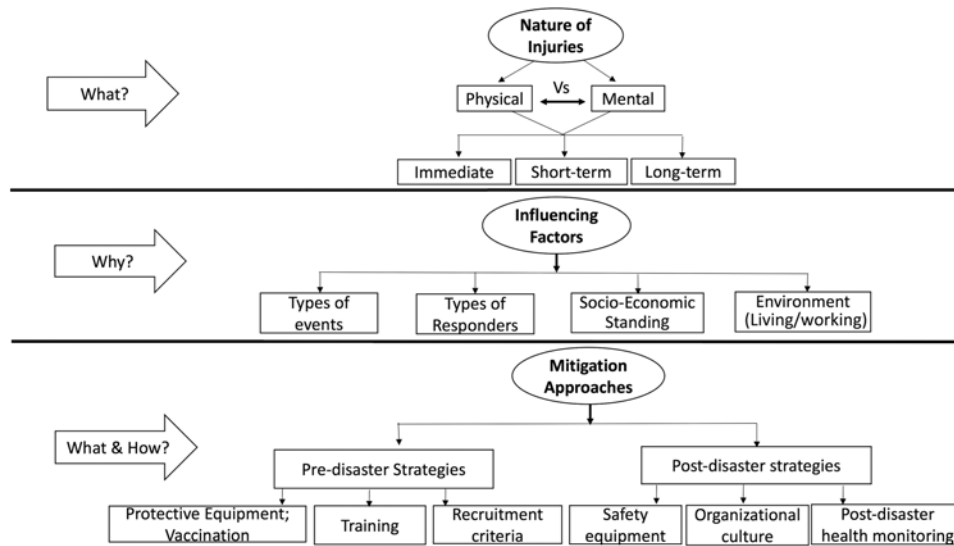 Nature of
Injuries
What?
Vs
Physical
Mental
Immediate
Short-term
Long-term
Influencing
Factors
Why?
Types of
events
Types of
Responders
Socio-Economic
Standing
Environment
(Living/working)
Mitigation
Approaches
What & How?
Pre-disaster Strategies
Post-disaster strategies
Protective Equipment;
Vaccination
Training
Recruitment
criteria
Safety
equipment
Organizational
culture
Post-disaster
health monitoring